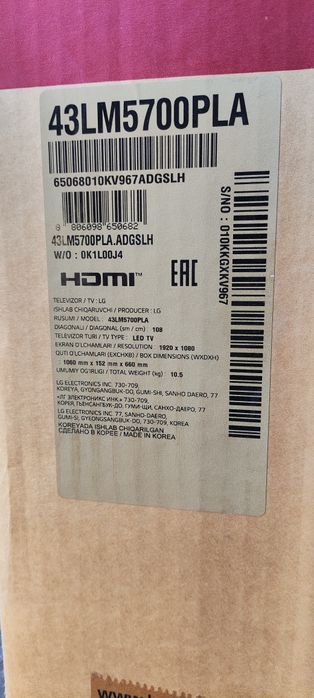 43LM5700PLA
65068010KV967ADGSLH
8 806098 650682
43LM5700PLA.ADGSLH
W/O : 0K1L00J4
S/NO : 010KKGXKV967
HDMI™
EAC
TELEVIZOR / TV : LG
ISHLAB CHIQARUVCHI / PRODUCER : LG
RUSUMI / MODEL : 43LM5700PLA
DIAGONALI / DIAGONAL (sm / cm) : 108
TELEVIZOR TURI / TV TYPE : LED TV
EKRAN O'LCHAMLARI / RESOLUTION : 1920 x 1080
QUTI O'LCHAMLARI (EXCHXB) / BOX DIMENSIONS (WXDXH)
: 1060 mm x 152 mm x 660 mm
UMUMIY OG'IRLIGI / TOTAL WEIGHT (kg) : 10.5
LG ELECTRONICS INC. 730-709,
KOREYA, GYONGSANGBUK-DO, GUMI-SHI, SANHO DAERO, 77
«ЛГ ЭЛЕКТРОНИКС ИНК» 730-709,
КОРЕЯ, ГЬЕНСАНГБУК-ДО, ГУМИ-ЩИ, САНХО-ДАЕРО, 77
LG ELECTRONICS INC. 77, SANHO-DAERO,
GUMI-SI, GYEONGSANGBUK-DO, 730-709, KOREA
KOREYADA ISHLAB CHIQARILGAN
СДЕЛАНО В КОРЕЕ / MADE IN KOREA